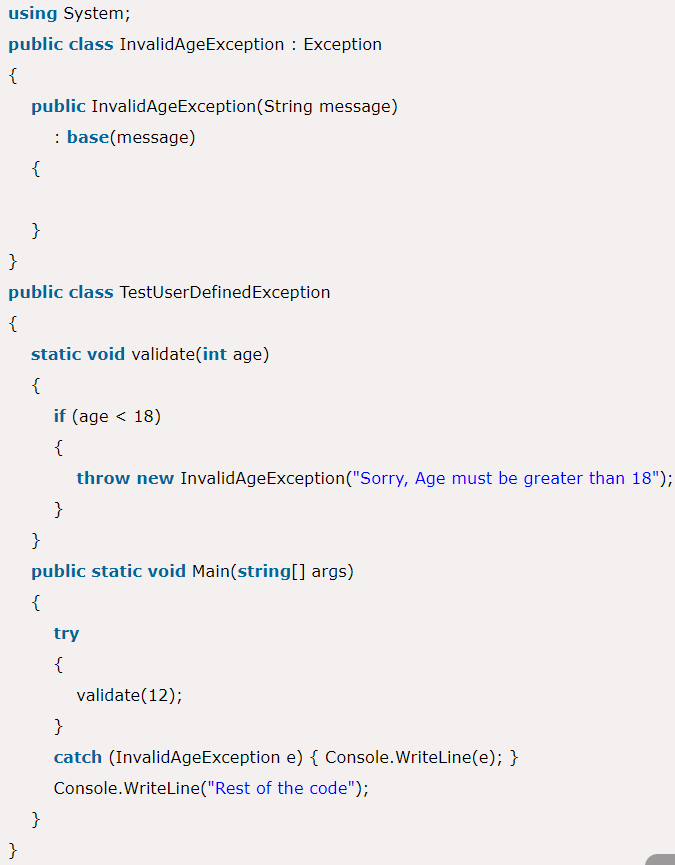 using System;
public class InvalidAgeException : Exception
{
    public InvalidAgeException(String message)
        : base(message)
    {

    }
}
public class TestUserDefinedException
{
    static void validate(int age)
    {
        if (age < 18)
        {
            throw new InvalidAgeException("Sorry, Age must be greater than 18");
        }
    }
    public static void Main(string[] args)
    {
        try
        {
            validate(12);
        }
        catch (InvalidAgeException e) { Console.WriteLine(e); }
        Console.WriteLine("Rest of the code");
    }
}